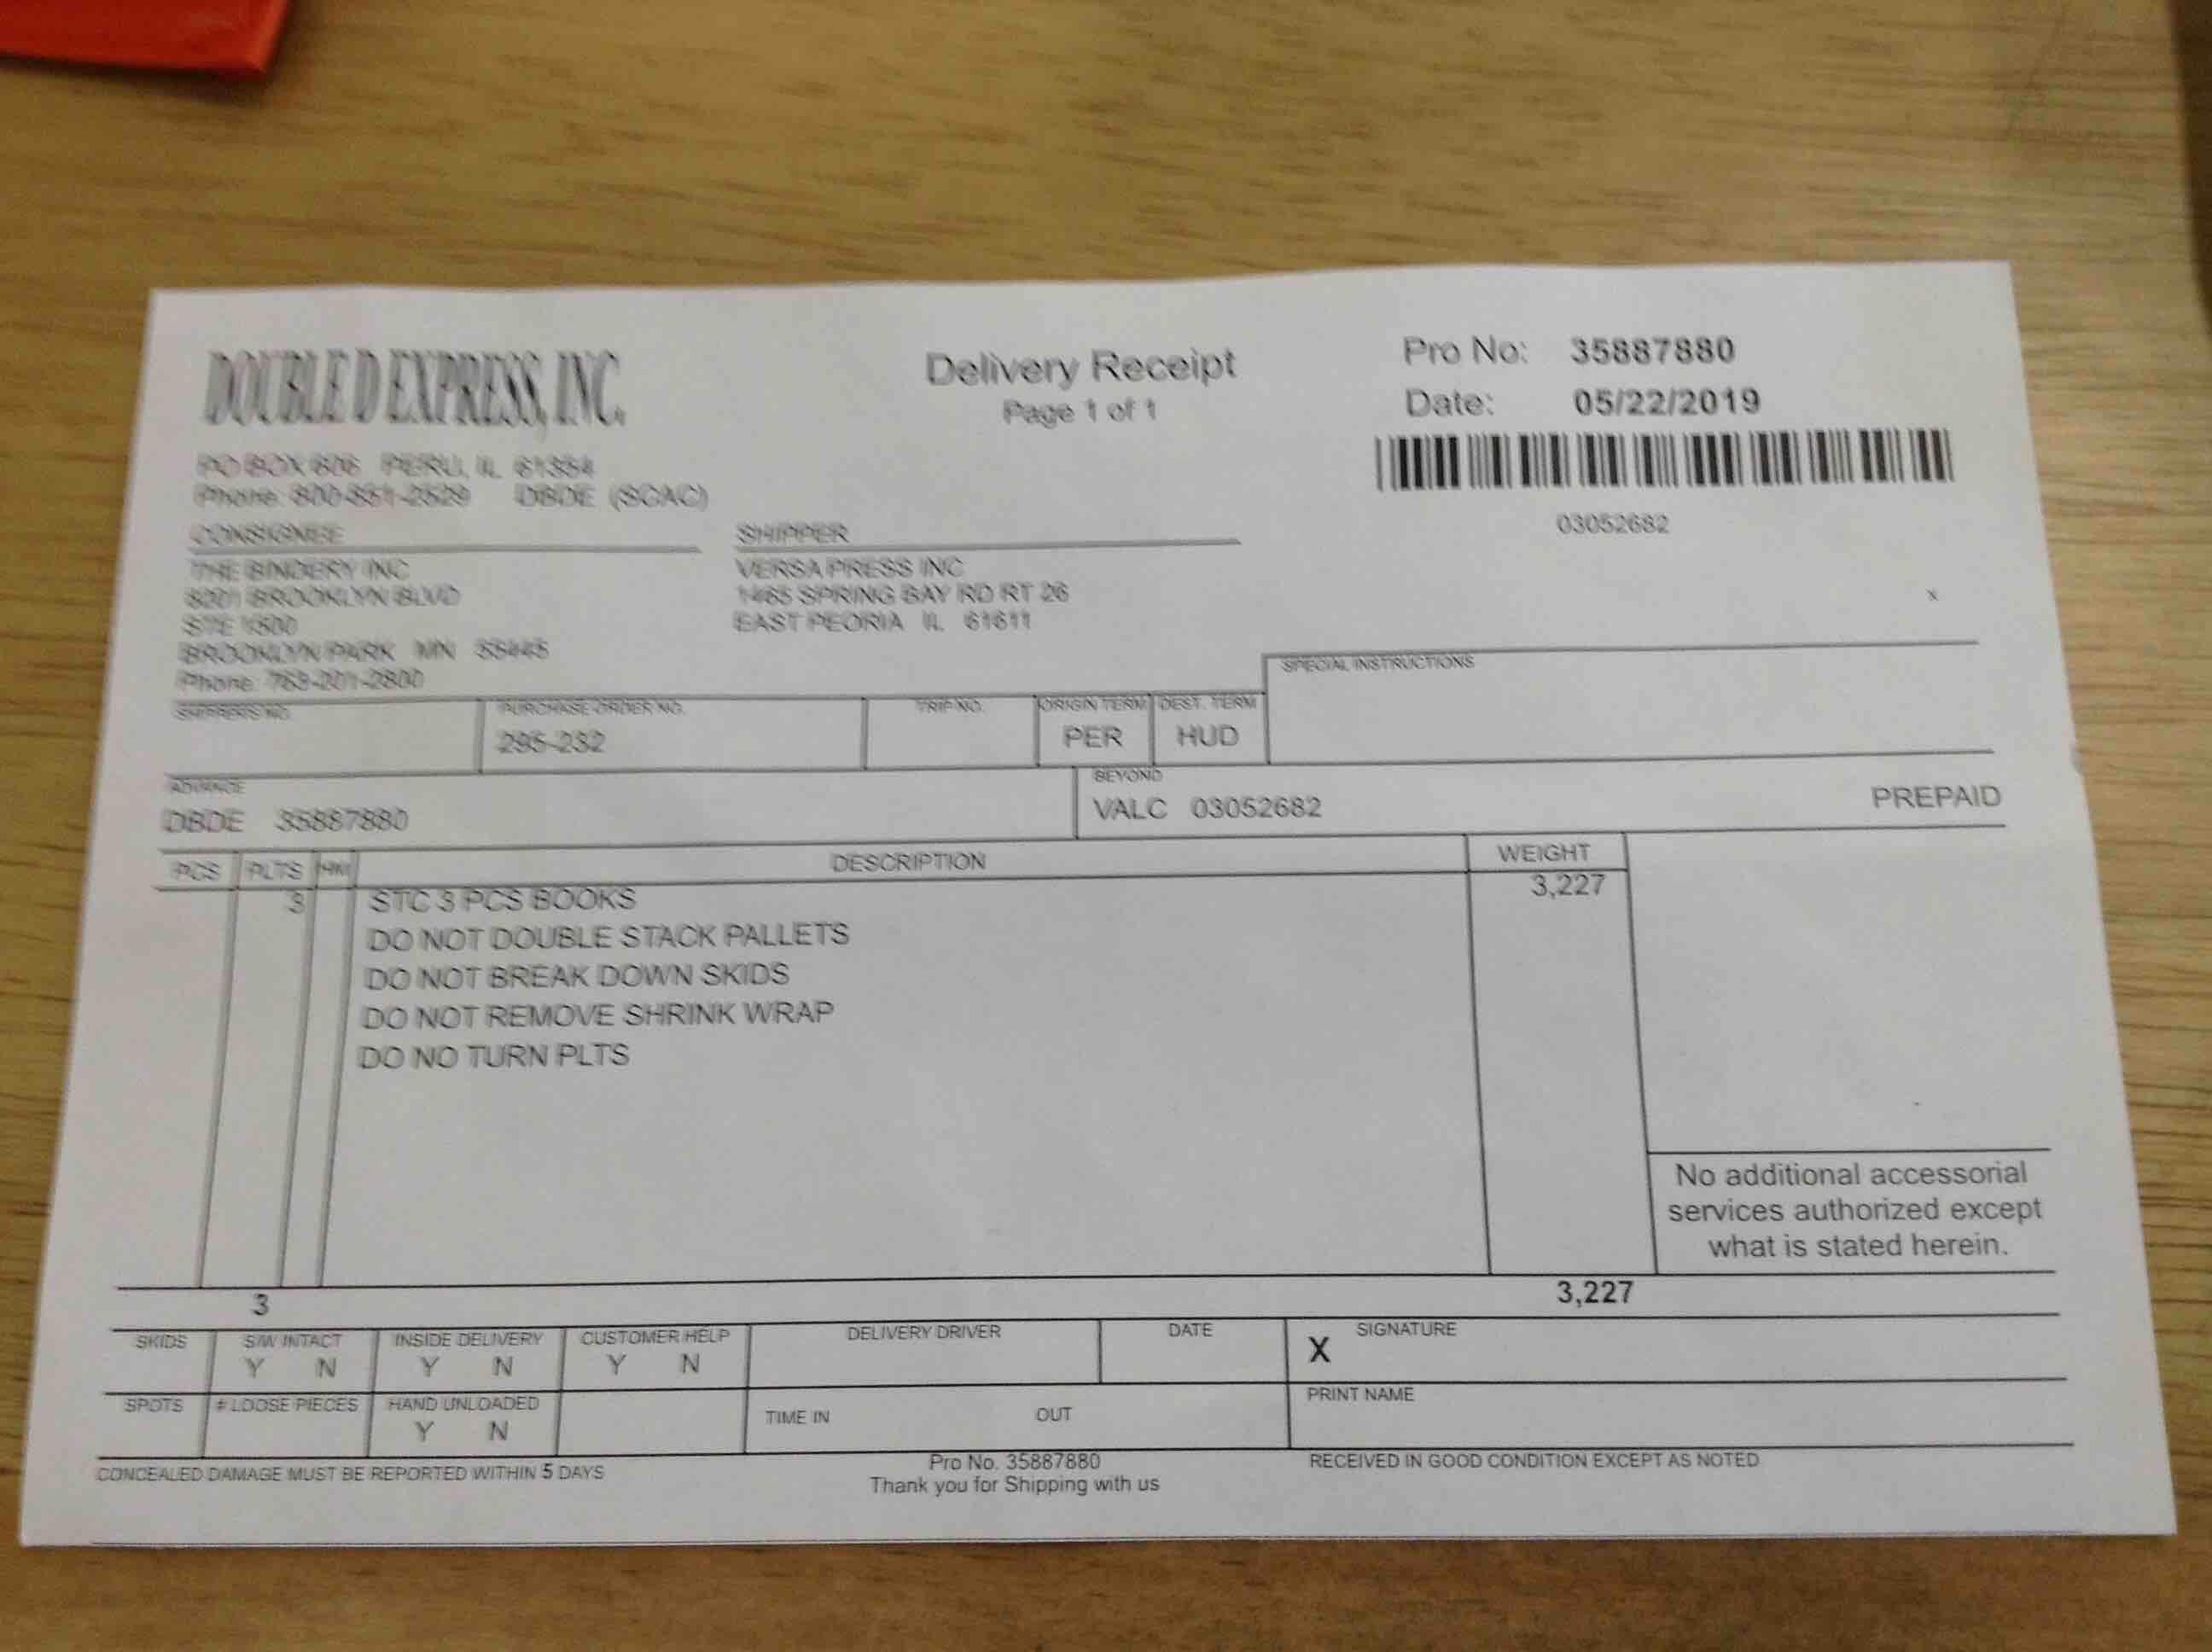 DOUBLE D EXPRESS, INC.
Delivery Receipt
Page 1 of 1
Pro No: 35887880
Date: 05/22/2019
03052682
PO BOX 606 PERU, IL 61354
Phone: 800-851-2529 DBDE (SCAC)
CONSIGNEE
THE BINDERY INC
8201 BROOKLYN BLVD
STE 1500
BROOKLYN PARK MN 55445
Phone: 763-201-2800
SHIPPER
VERSA PRESS INC
1465 SPRING BAY RD RT 26
EAST PEORIA IL 61611
x
SPECIAL INSTRUCTIONS
SHIPPER'S NO. PURCHASE ORDER NO. TRIP NO. ORIGIN TERM DEST. TERM
295-232 PER HUD
ADVANCE BEYOND
DBDE 35887880 VALC 03052682 PREPAID
PCS PLTS HM DESCRIPTION WEIGHT
3 STC 3 PCS BOOKS 3,227
DO NOT DOUBLE STACK PALLETS
DO NOT BREAK DOWN SKIDS
DO NOT REMOVE SHRINK WRAP
DO NO TURN PLTS
No additional accessorial
services authorized except
what is stated herein.
3 3,227
SKIDS S/W INTACT INSIDE DELIVERY CUSTOMER HELP DELIVERY DRIVER DATE SIGNATURE
Y N Y N Y N X
SPOTS # LOOSE PIECES HAND UNLOADED TIME IN OUT PRINT NAME
Y N
CONCEALED DAMAGE MUST BE REPORTED WITHIN 5 DAYS
Pro No. 35887880
Thank you for Shipping with us
RECEIVED IN GOOD CONDITION EXCEPT AS NOTED